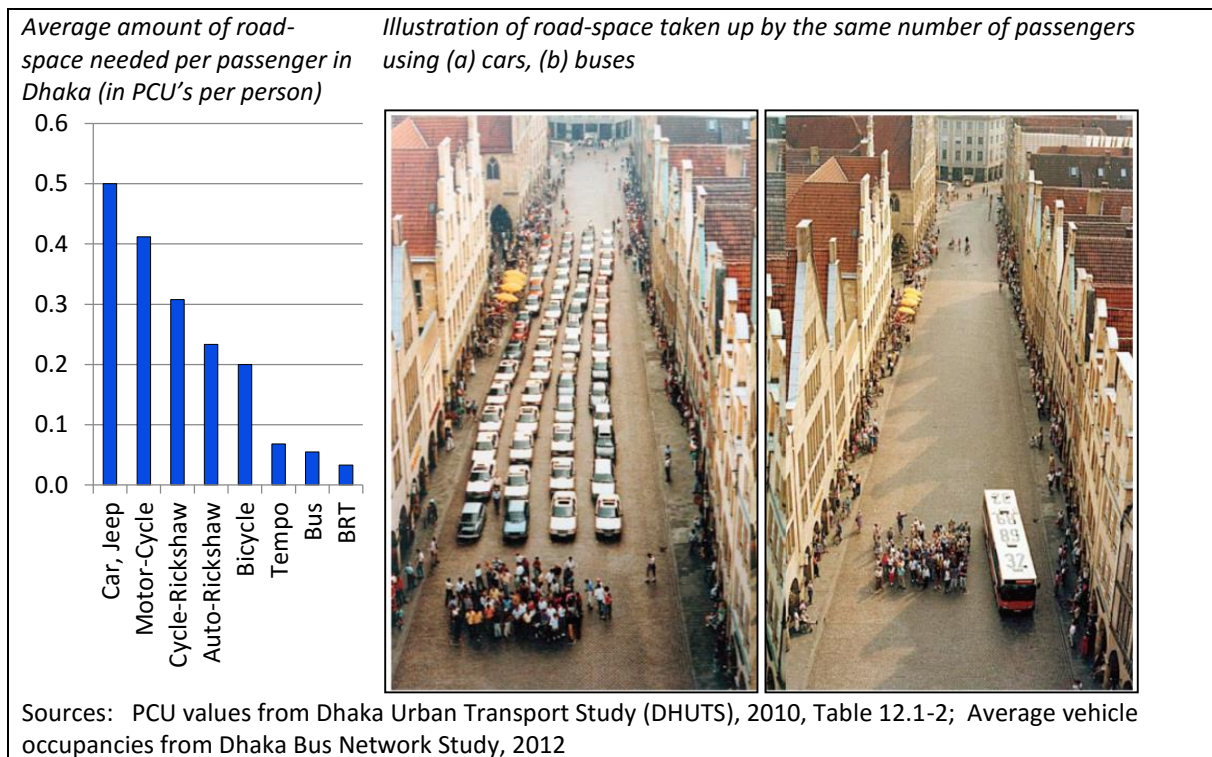 Average amount of road-
space needed per passenger in
Dhaka (in PCU's per person)
Illustration of road-space taken up by the same number of passengers
using (a) cars, (b) buses
0.6
0.5
0.4
0.3
0.2
0.1
0.0
Car, Jeep
Motor-Cycle
Cycle-Rickshaw
Auto-Rickshaw
Bicycle
Tempo
Bus
BRT
Sources: PCU values from Dhaka Urban Transport Study (DHUTS), 2010, Table 12.1-2; Average vehicle
occupancies from Dhaka Bus Network Study, 2012